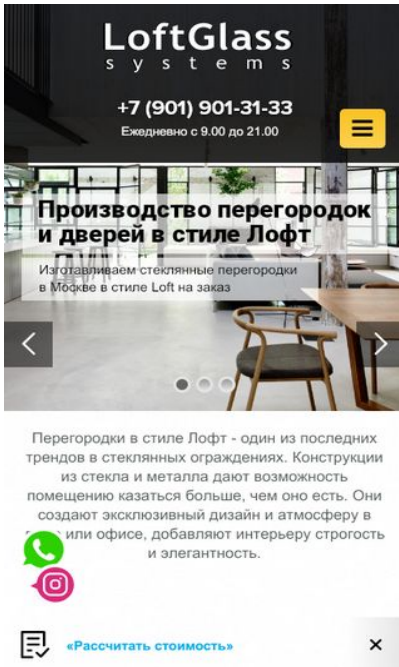 LoftGlass
systems
+7 (901) 901-31-33
Ежедневно с 9.00 до 21.00
Производство перегородок
и дверей в стиле Лофт
Изготавливаем стеклянные перегородки
в Москве в стиле Loft на заказ
Перегородки в стиле Лофт - один из последних
трендов в стеклянных ограждениях. Конструкции
из стекла и металла дают возможность
помещению казаться больше, чем оно есть. Они
создают эксклюзивный дизайн и атмосферу в
или офисе, добавляют интерьеру строгость
и элегантность.
«Рассчитать стоимость»